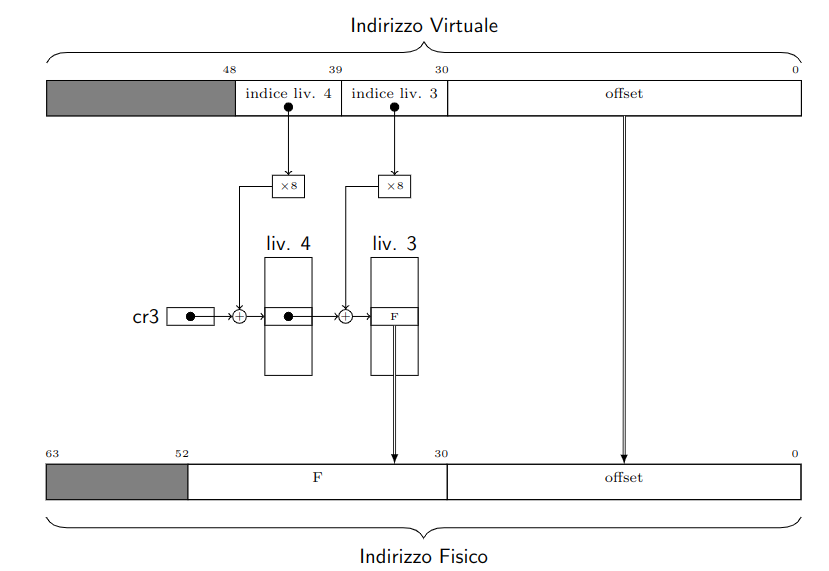 Indirizzo Virtuale
48 39 30 0
indice liv. 4 indice liv. 3 offset
×8 ×8
liv. 4 liv. 3
cr3 + + F
63 52 30 0
F offset
Indirizzo Fisico